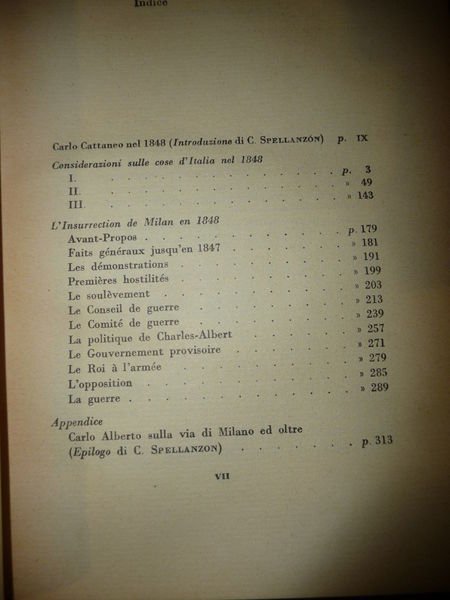 Indice
Carlo Cattaneo nel 1848 (Introduzione di C. SPELLANZÓN) p. IX
Considerazioni sulle cose d'Italia nel 1848
I. . . . . . . . . . . . . p. 3
II. . . . . . . . . . . . . » 49
III. . . . . . . . . . . . . » 143
L'Insurrection de Milan en 1848
Avant-Propos . . . . . . . . . . p. 179
Faits généraux jusqu'en 1847 . . . . . . » 181
Les démonstrations . . . . . . . . » 191
Premières hostilités . . . . . . . . » 199
Le soulèvement . . . . . . . . . » 203
Le Conseil de guerre . . . . . . . . » 213
Le Comité de guerre . . . . . . . . » 239
La politique de Charles-Albert . . . . . . » 257
Le Gouvernement provisoire . . . . . . » 271
Le Roi à l'armée . . . . . . . . . » 279
L'opposition . . . . . . . . . . » 285
La guerre . . . . . . . . . . . » 289
Appendice
Carlo Alberto sulla via di Milano ed oltre
(Epilogo di C. SPELLANZON) . . . . . . p. 313
VII